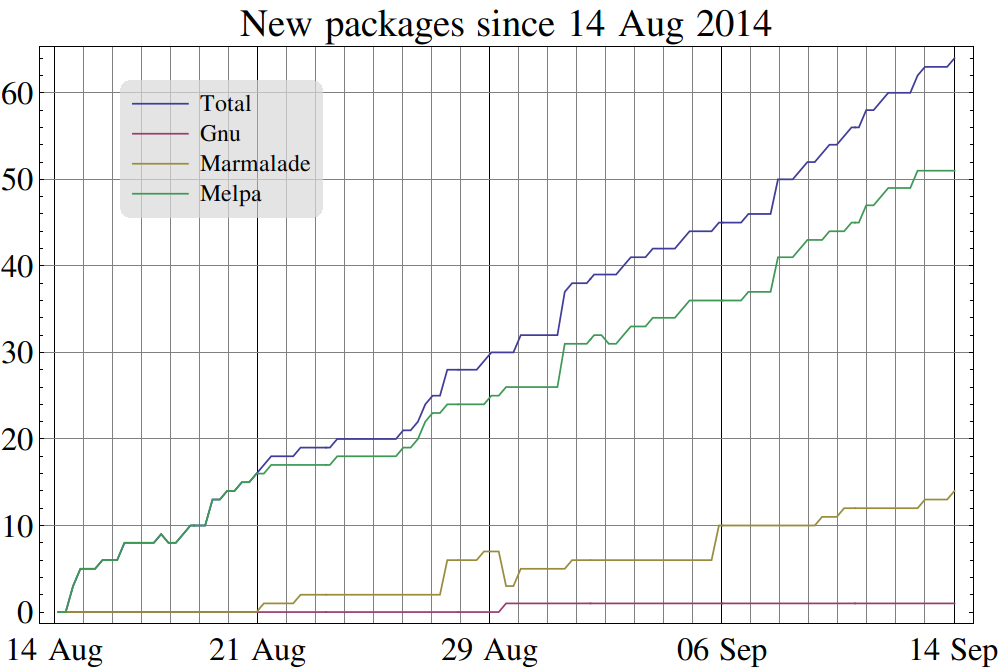 New packages since 14 Aug 2014
Total
Gnu
Marmalade
Melpa
60
50
40
30
20
10
0
14 Aug 21 Aug 29 Aug 06 Sep 14 Sep